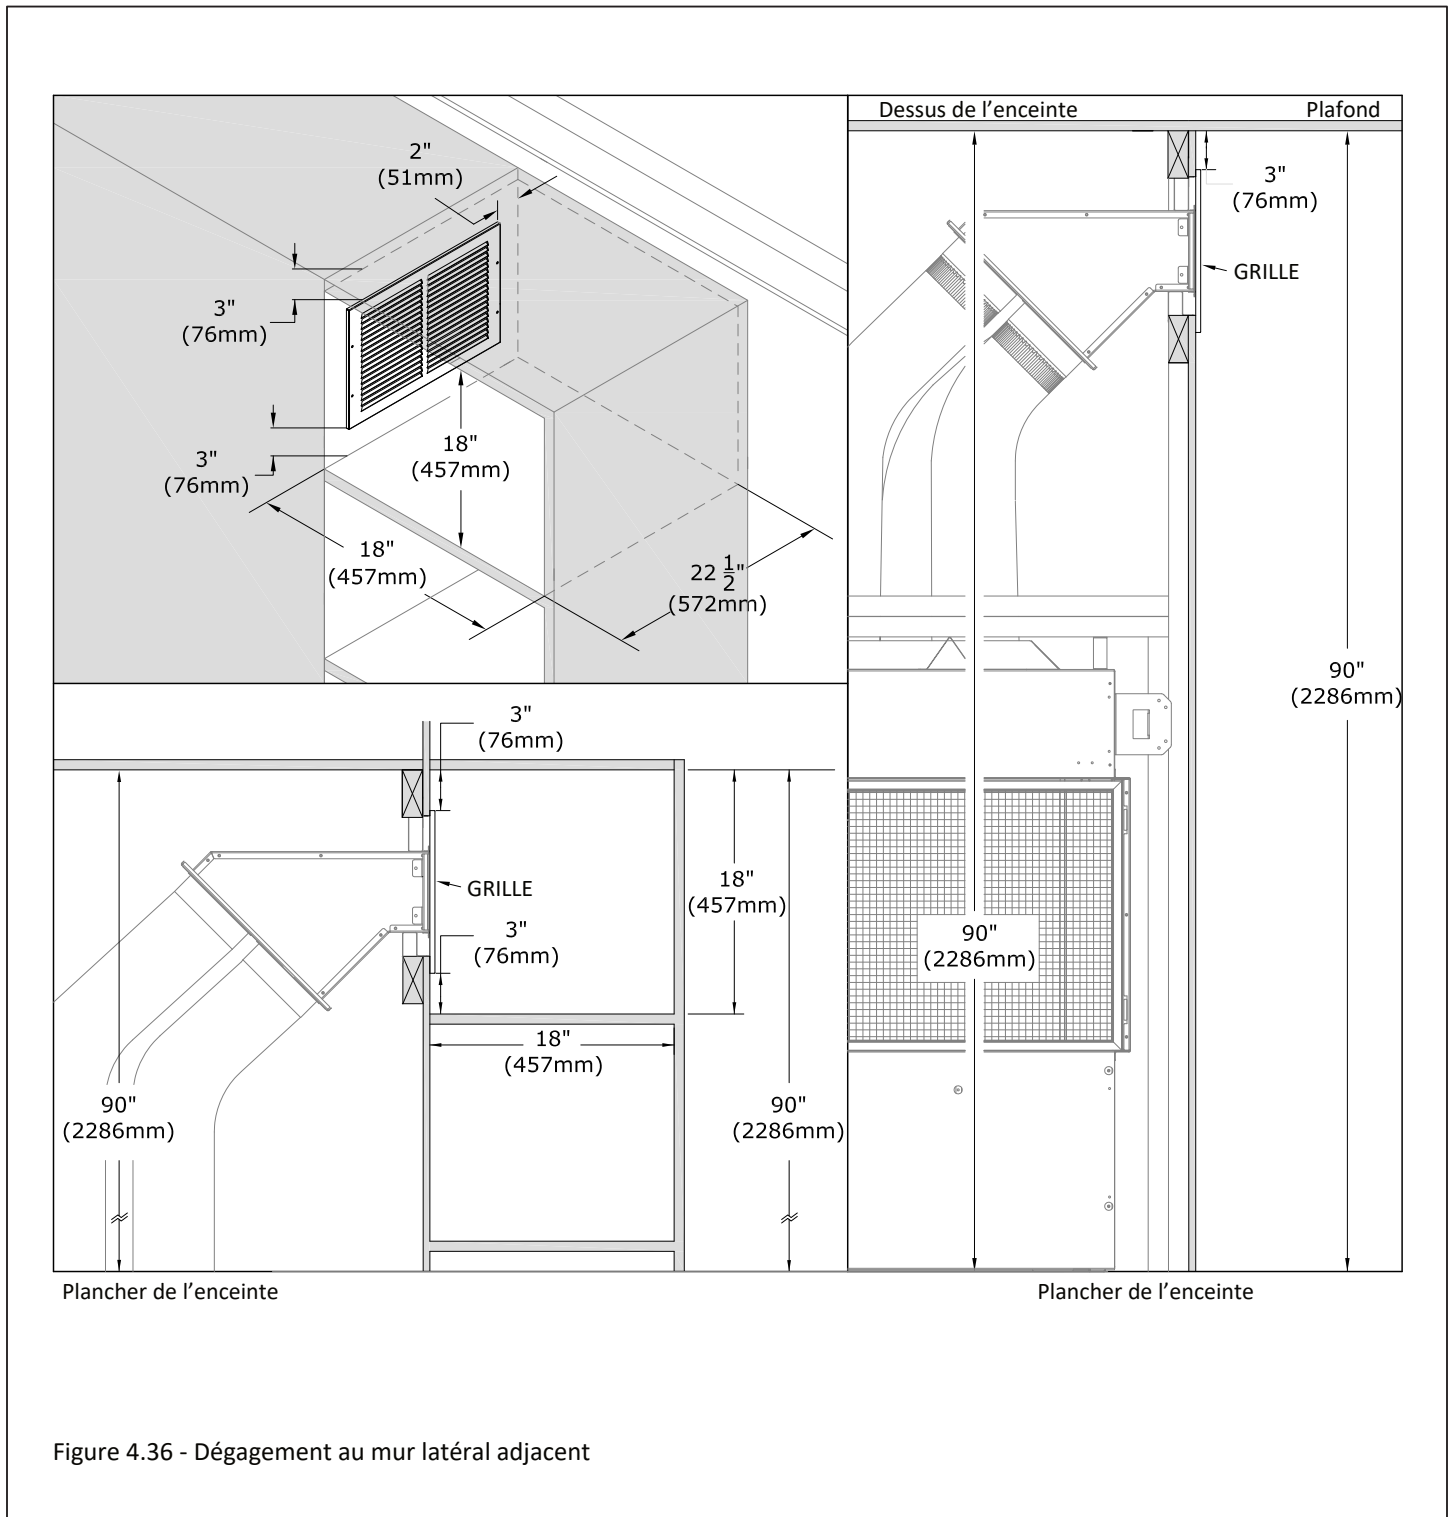 2"
(51mm)
3"
(76mm)
3"
(76mm)
18"
(457mm)
18"
(457mm)
22 1/2"
(572mm)
Dessus de l’enceinte
Plafond
3"
(76mm)
GRILLE
90"
(2286mm)
90"
(2286mm)
3"
(76mm)
GRILLE
3"
(76mm)
18"
(457mm)
18"
(457mm)
90"
(2286mm)
90"
(2286mm)
Plancher de l’enceinte
Plancher de l’enceinte
Figure 4.36 - Dégagement au mur latéral adjacent